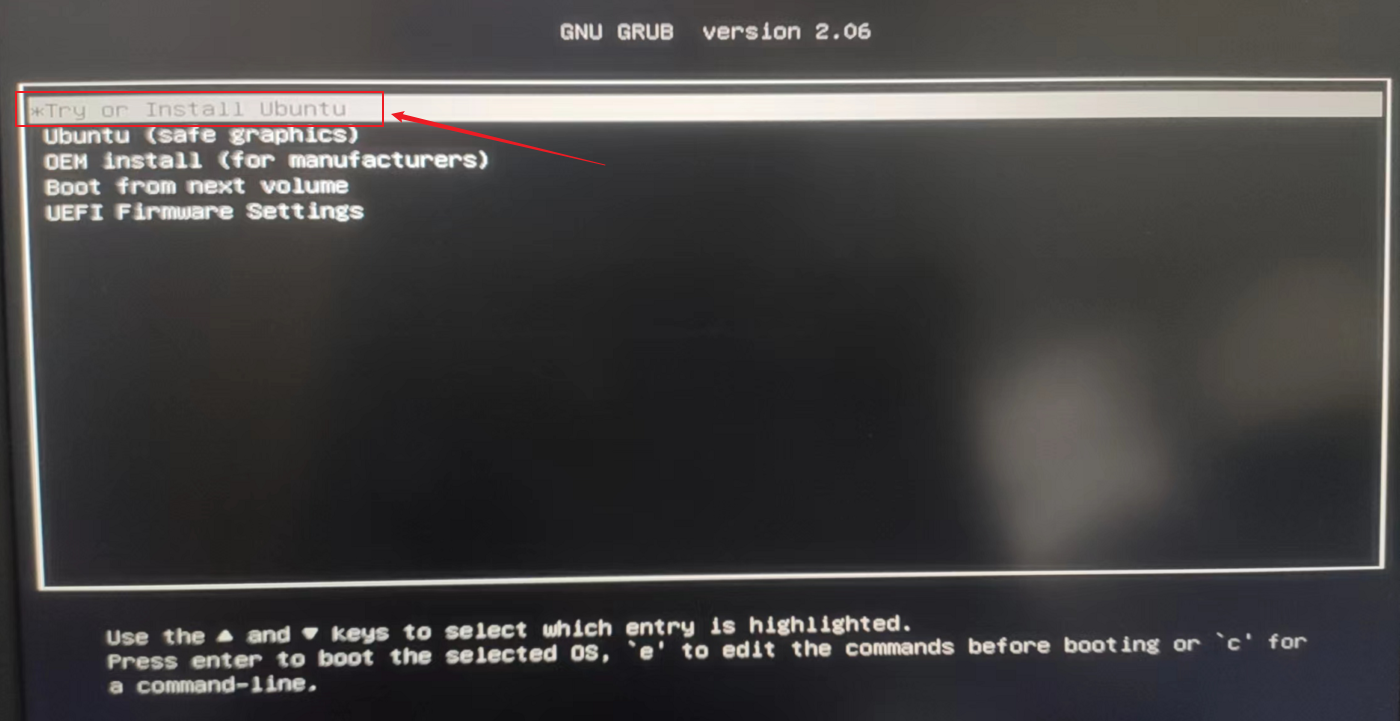 GNU GRUB version 2.06
*Try or Install Ubuntu
Ubuntu (safe graphics)
OEM install (for manufacturers)
Boot from next volume
UEFI Firmware Settings
Use the ▲ and ▼ keys to select which entry is highlighted.
Press enter to boot the selected OS, `e' to edit the commands before booting or `c' for
a command-line.